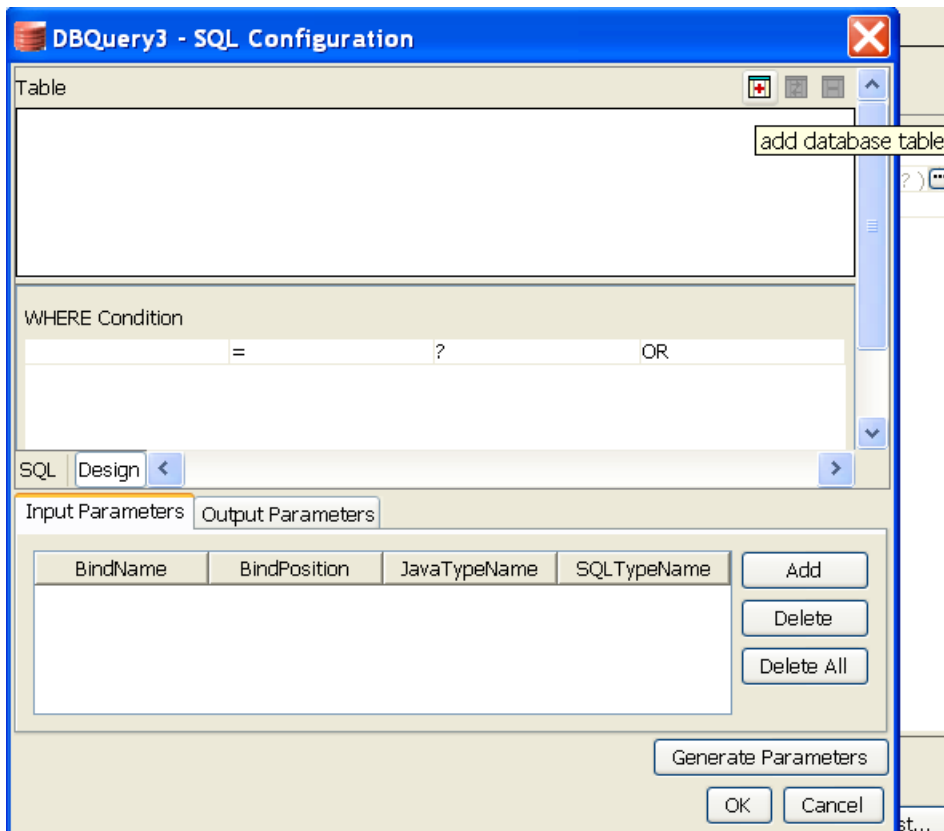 DBQuery3 - SQL Configuration
Table
add database table
? )
WHERE Condition
= ? OR
SQL Design
Input Parameters Output Parameters
BindName BindPosition JavaTypeName SQLTypeName
Add
Delete
Delete All
Generate Parameters
OK Cancel
st...